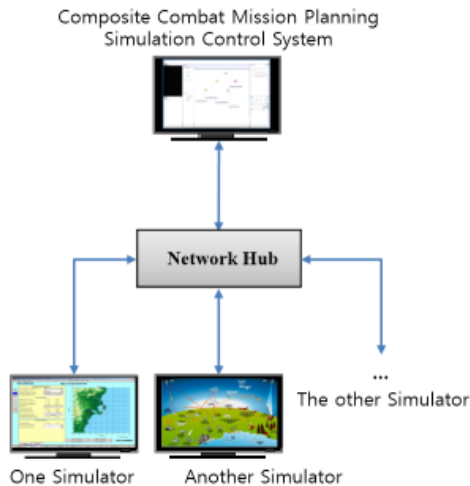 Composite Combat Mission Planning
Simulation Control System
Network Hub
...
The other Simulator
One Simulator
Another Simulator